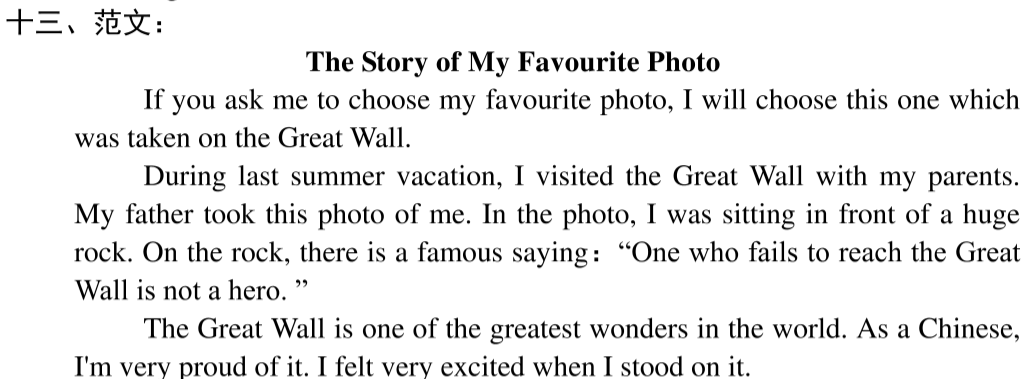 十三、范文：
The Story of My Favourite Photo
If you ask me to choose my favourite photo, I will choose this one which
was taken on the Great Wall.
During last summer vacation, I visited the Great Wall with my parents.
My father took this photo of me. In the photo, I was sitting in front of a huge
rock. On the rock, there is a famous saying：“One who fails to reach the Great
Wall is not a hero. ”
The Great Wall is one of the greatest wonders in the world. As a Chinese,
I'm very proud of it. I felt very excited when I stood on it.